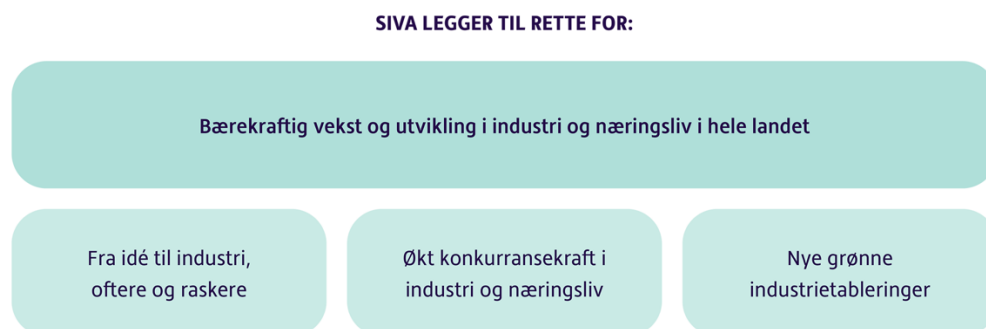 SIVA LEGGER TIL RETTE FOR:
Bærekraftig vekst og utvikling i industri og næringsliv i hele landet
Fra idé til industri,
oftere og raskere
Økt konkurransekraft i
industri og næringsliv
Nye grønne
industrietableringer